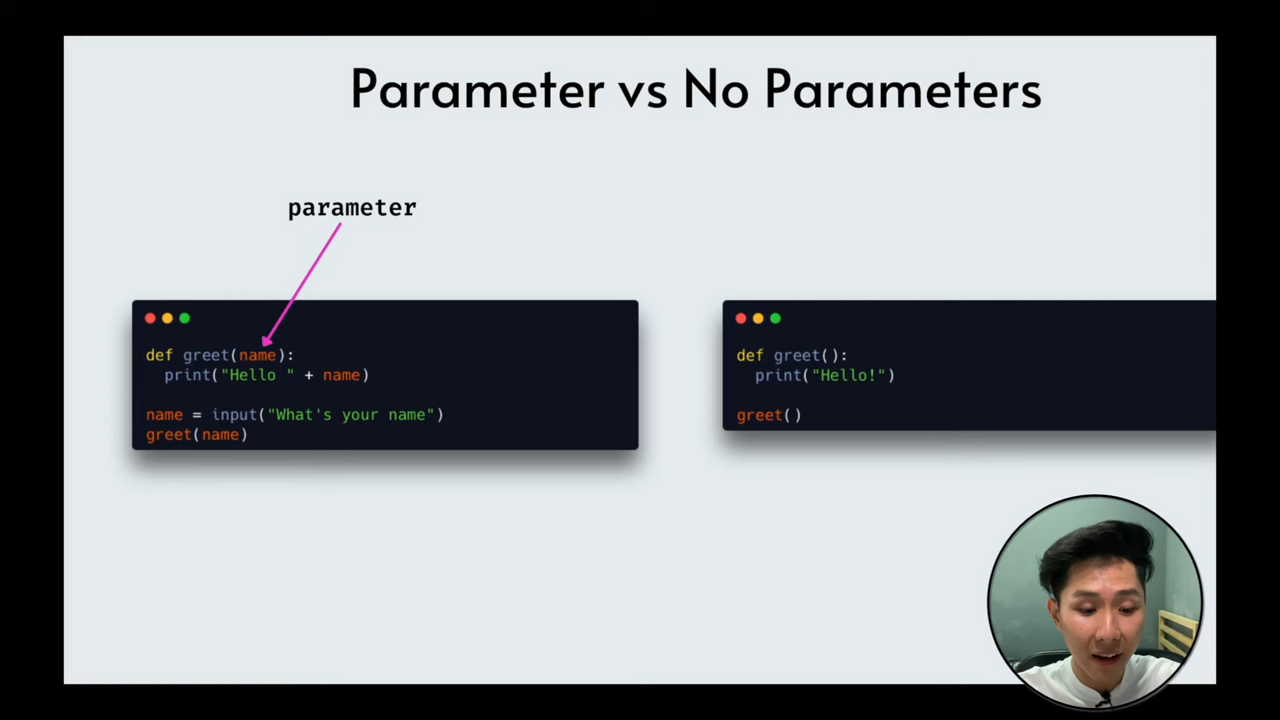 Parameter vs No Parameters
parameter
def greet(name):
  print("Hello " + name)
name = input("What's your name")
greet(name)
def greet():
  print("Hello!")
greet()